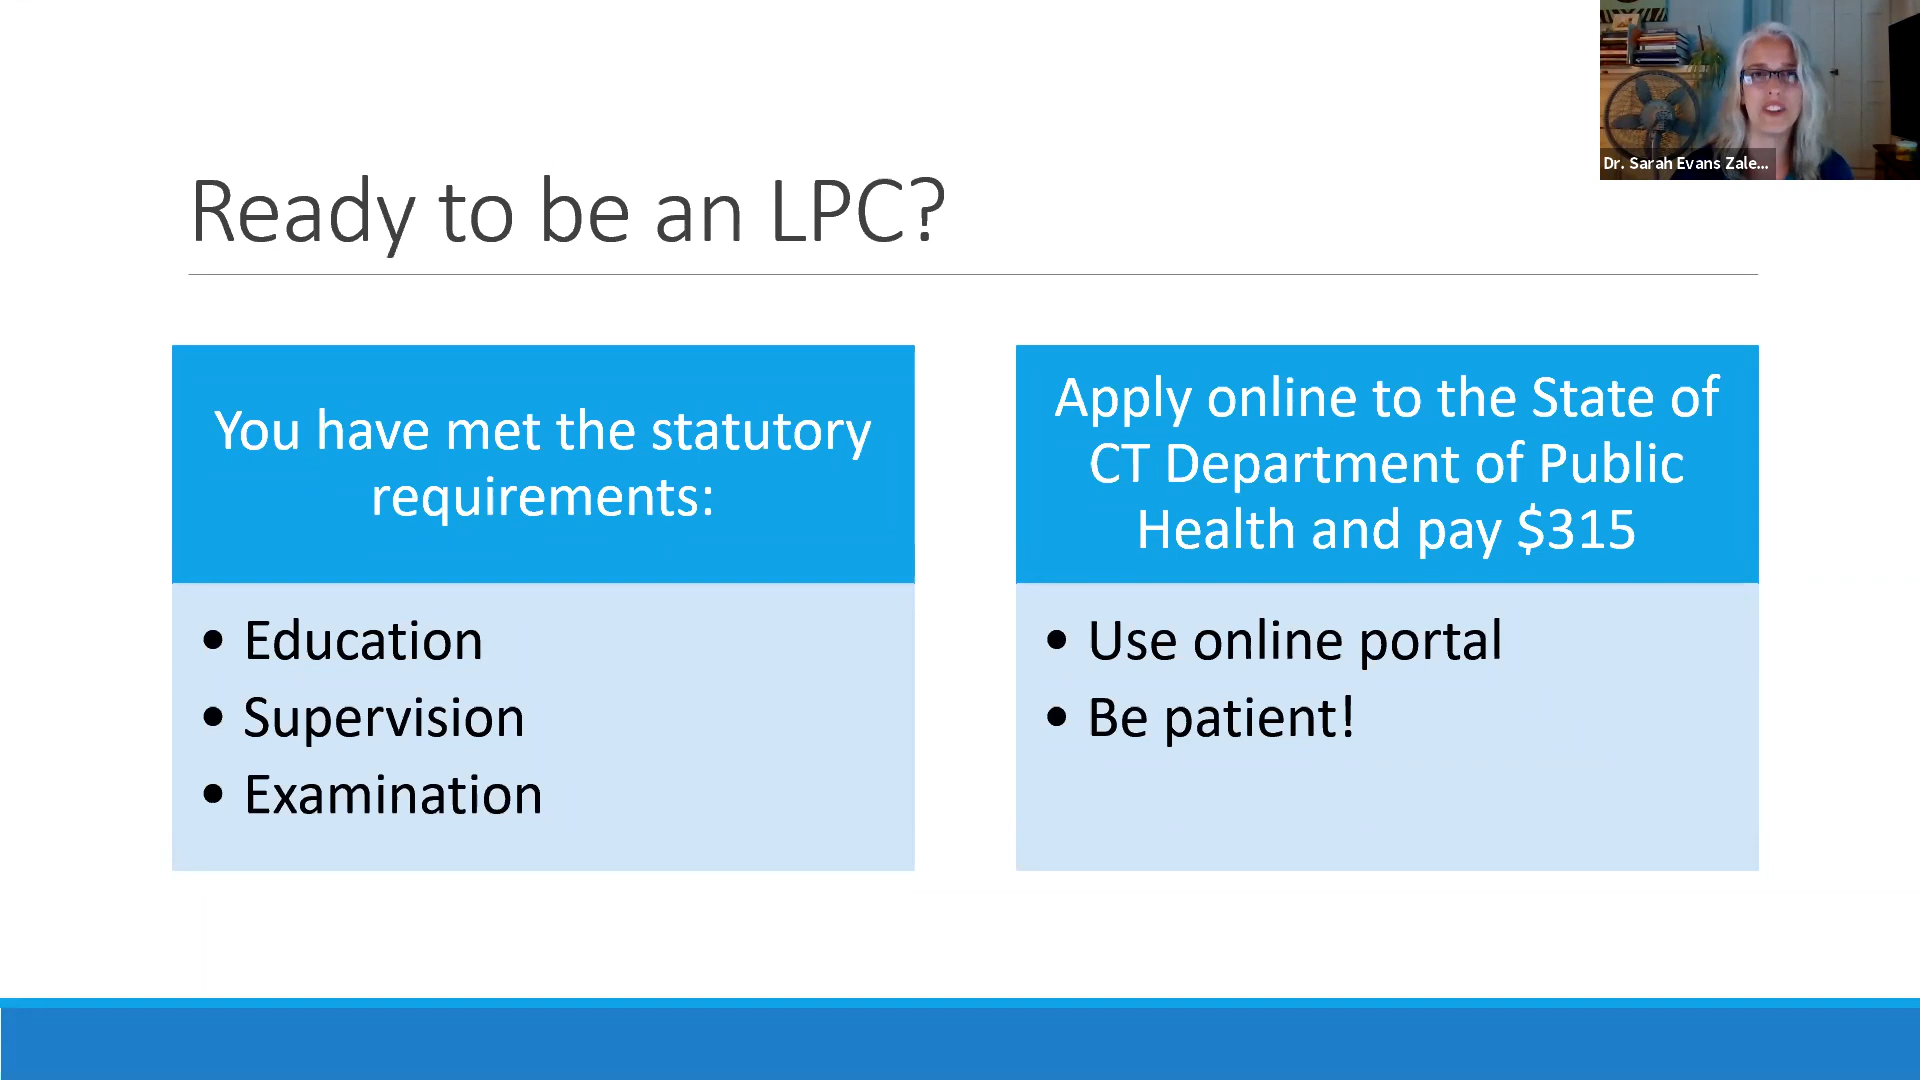 Dr. Sarah Evans Zale...
Ready to be an LPC?
You have met the statutory
requirements:
• Education
• Supervision
• Examination
Apply online to the State of
CT Department of Public
Health and pay $315
• Use online portal
• Be patient!